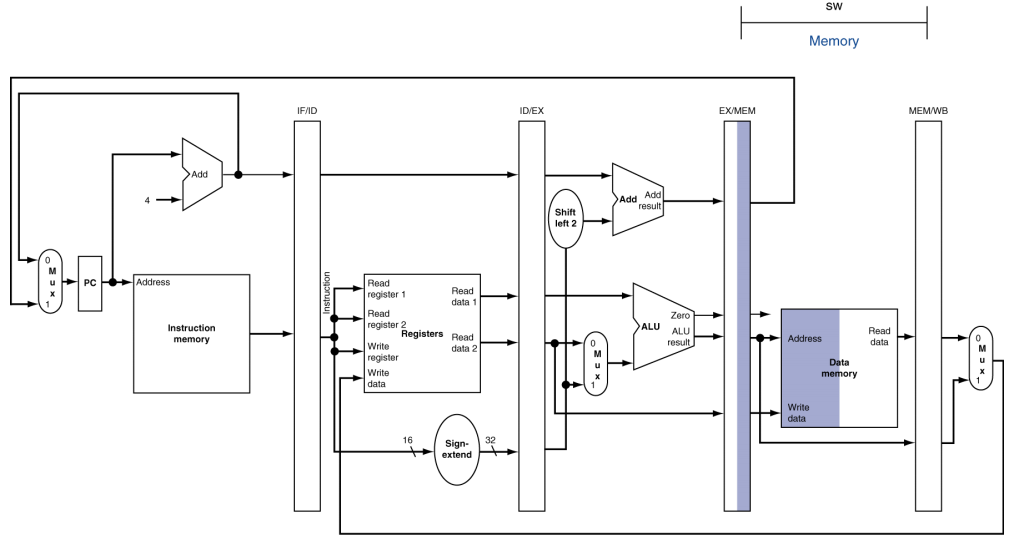 SW
Memory
IF/ID
ID/EX
EX/MEM
MEM/WB
Add
4
Shift
left 2
Add
Add
result
0
M
u
x
1
PC
Address
Instruction
memory
Instruction
Read
register 1
Read
register 2
Write
register
Write
data
Registers
Read
data 1
Read
data 2
16
Sign-
extend
32
0
M
u
x
1
ALU
Zero
ALU
result
Address
Write
data
Data
memory
Read
data
0
M
u
x
1